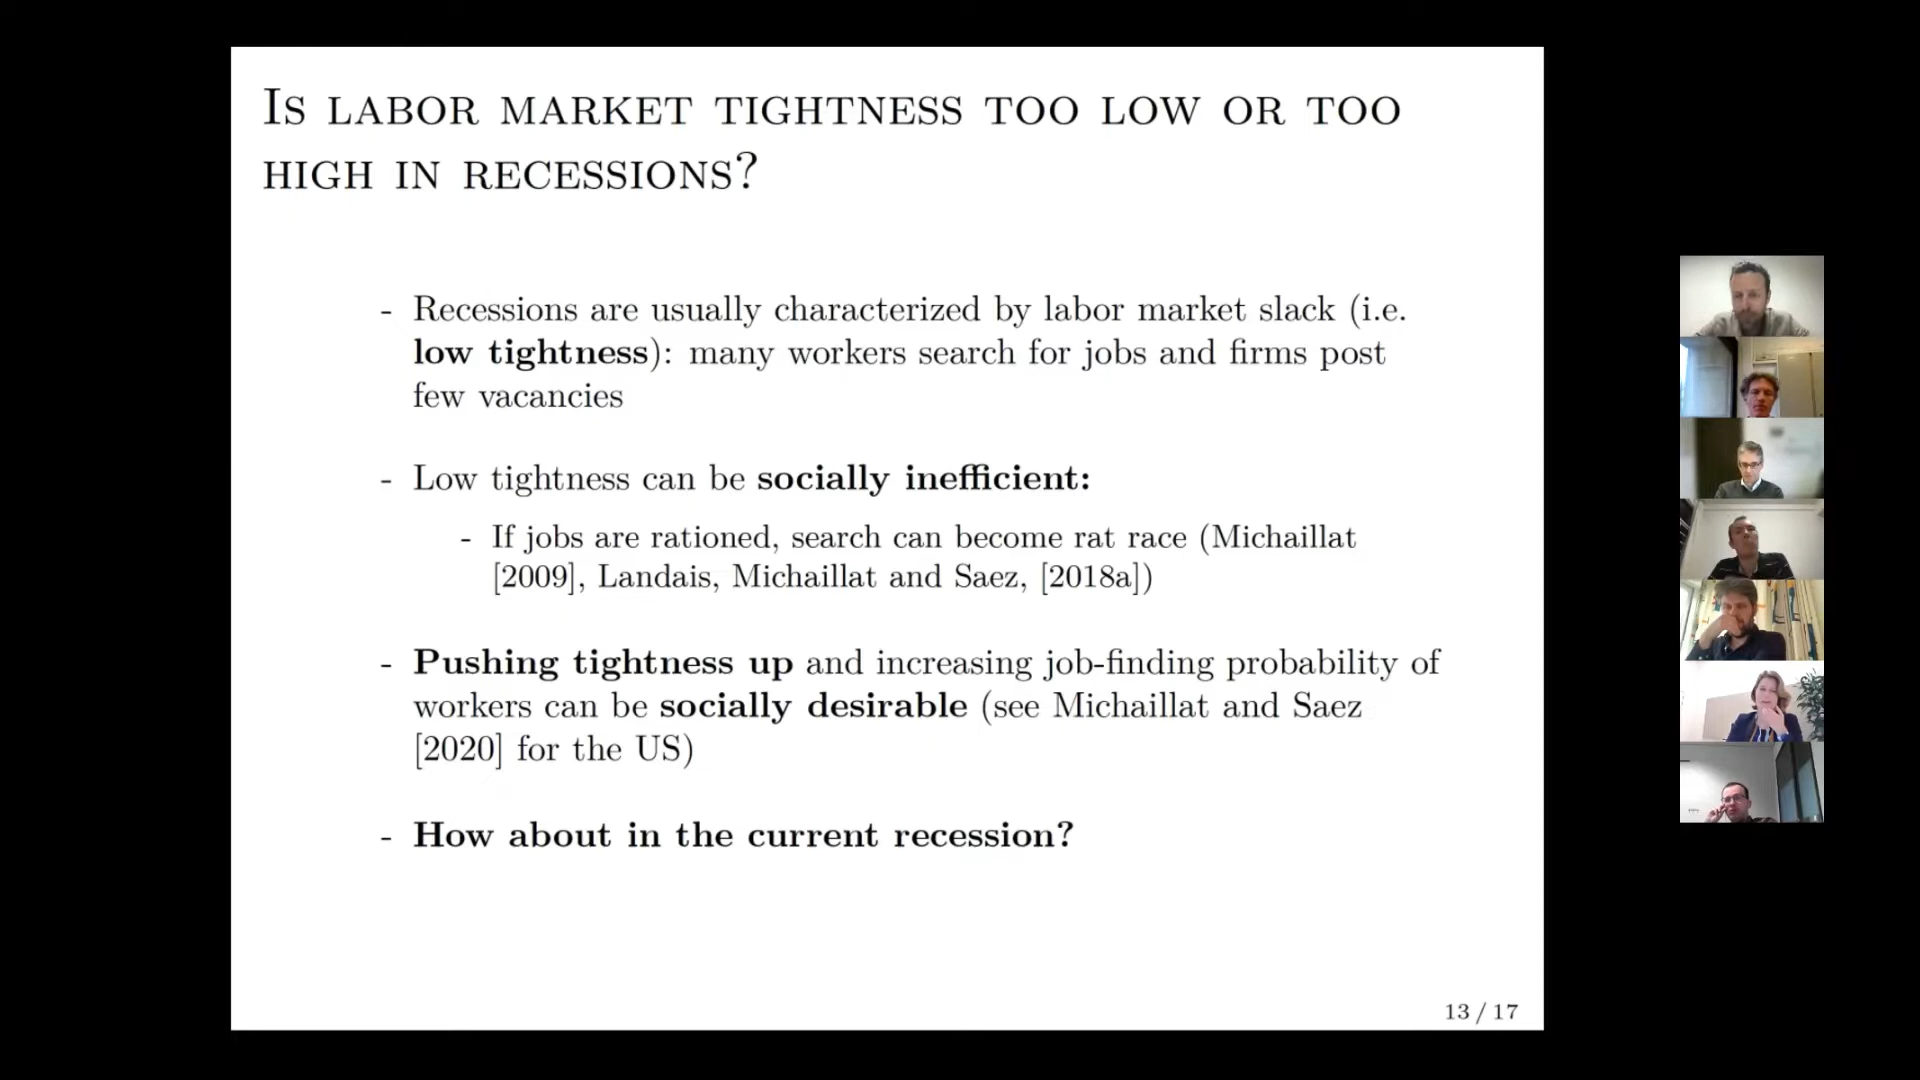 Is labor market tightness too low or too
high in recessions?
- Recessions are usually characterized by labor market slack (i.e.
low tightness): many workers search for jobs and firms post
few vacancies
- Low tightness can be socially inefficient:
- If jobs are rationed, search can become rat race (Michaillat
[2009], Landais, Michaillat and Saez, [2018a])
- Pushing tightness up and increasing job-finding probability of
workers can be socially desirable (see Michaillat and Saez
[2020] for the US)
- How about in the current recession?
13 / 17